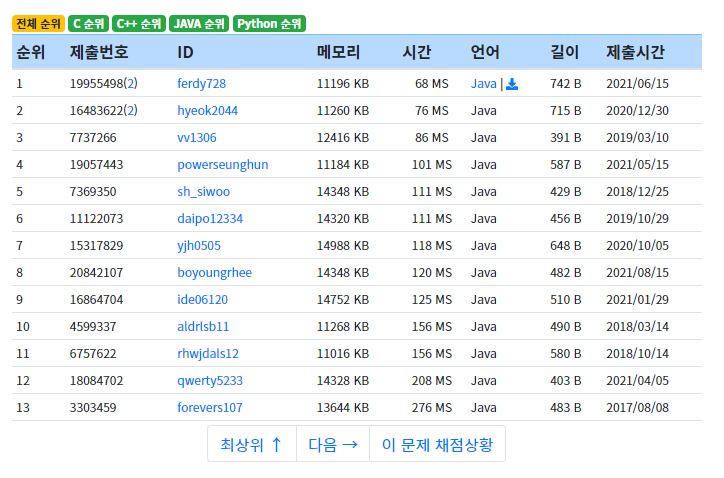 전체 순위 C 순위 C++ 순위 JAVA 순위 Python 순위
순위 제출번호 ID 메모리 시간 언어 길이 제출시간
1 19955498(2) ferdy728 11196 KB 68 MS Java | 742 B 2021/06/15
2 16483622(2) hyeok2044 11260 KB 76 MS Java 715 B 2020/12/30
3 7737266 vv1306 12416 KB 86 MS Java 391 B 2019/03/10
4 19057443 powerseunghun 11184 KB 101 MS Java 587 B 2021/05/15
5 7369350 sh_siwoo 14348 KB 111 MS Java 429 B 2018/12/25
6 11122073 daipo12334 14320 KB 111 MS Java 456 B 2019/10/29
7 15317829 yjh0505 14988 KB 118 MS Java 648 B 2020/10/05
8 20842107 boyoungrhee 14348 KB 120 MS Java 482 B 2021/08/15
9 16864704 ide06120 14752 KB 125 MS Java 510 B 2021/01/29
10 4599337 aldrlsb11 11268 KB 156 MS Java 490 B 2018/03/14
11 6757622 rhwjdals12 11016 KB 156 MS Java 580 B 2018/10/14
12 18084702 qwerty5233 14328 KB 208 MS Java 403 B 2021/04/05
13 3303459 forevers107 13644 KB 276 MS Java 483 B 2017/08/08
최상위 ↑ 다음 → 이 문제 채점상황